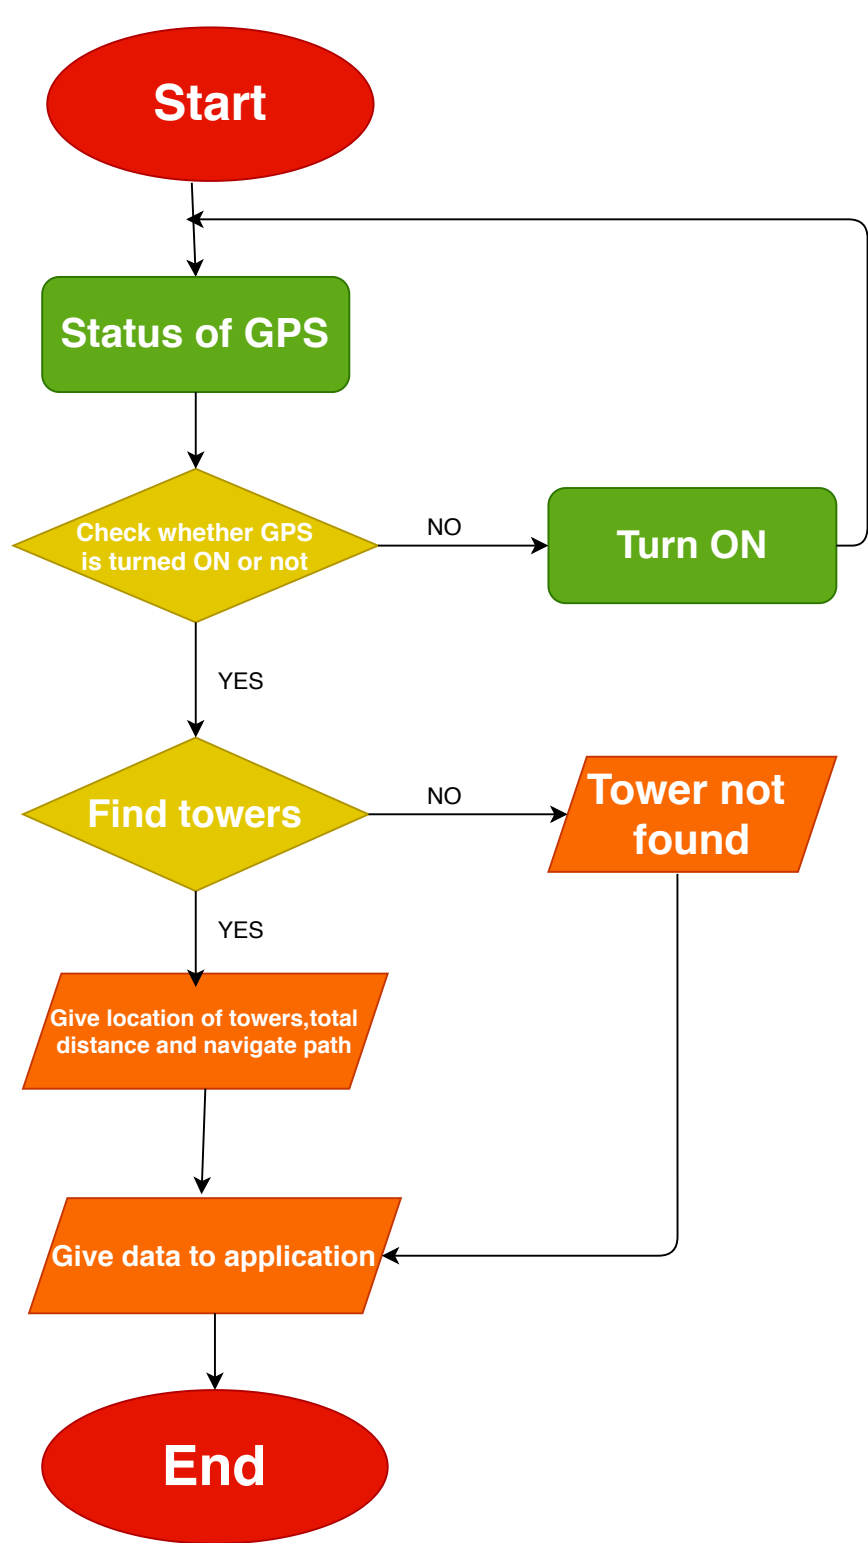 Start
Status of GPS
Check whether GPS
is turned ON or not
NO
Turn ON
YES
Find towers
NO
Tower not
found
YES
Give location of towers,total
distance and navigate path
Give data to application
End